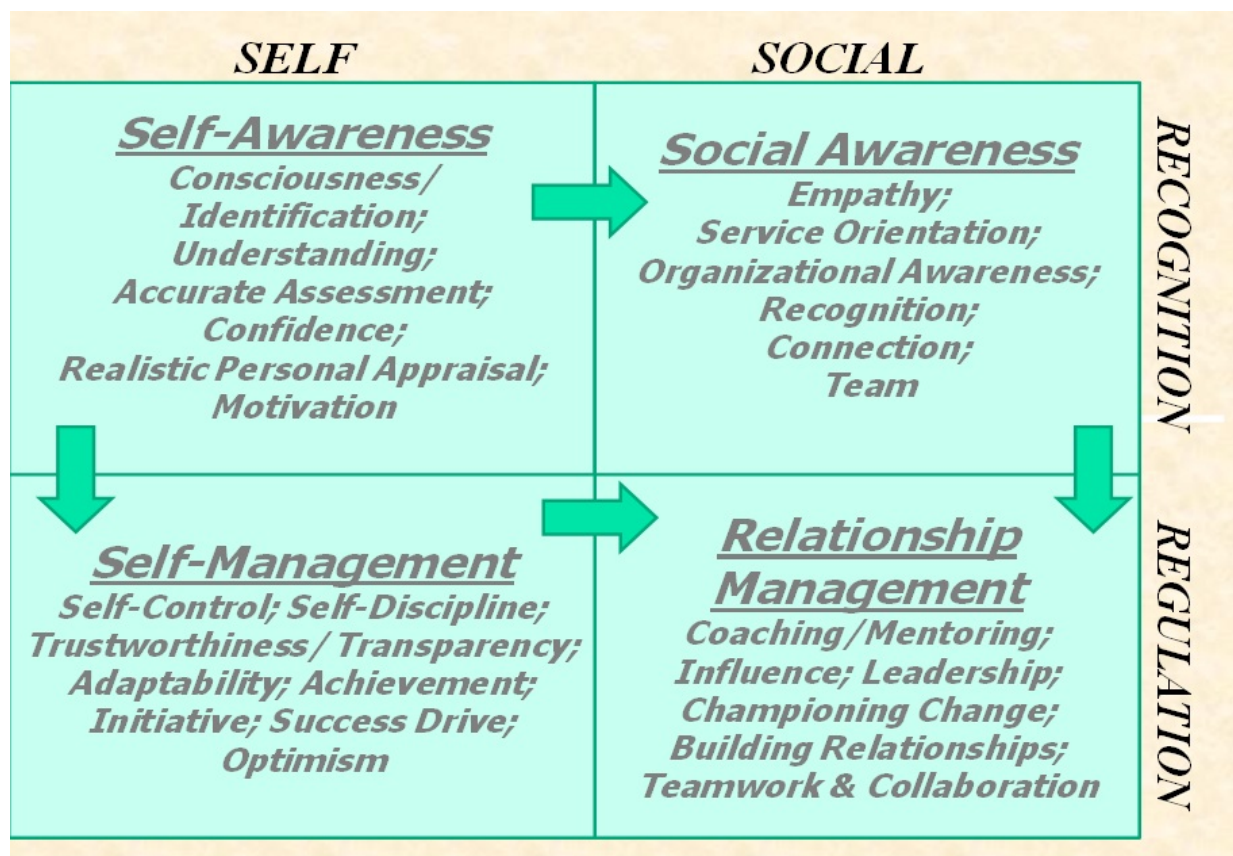 SELF
SOCIAL
Self-Awareness
Consciousness/
Identification;
Understanding;
Accurate Assessment;
Confidence;
Realistic Personal Appraisal;
Motivation
Social Awareness
Empathy;
Service Orientation;
Organizational Awareness;
Recognition;
Connection;
Team
RECOGNITION
Self-Management
Self-Control; Self-Discipline;
Trustworthiness/ Transparency;
Adaptability; Achievement;
Initiative; Success Drive;
Optimism
Relationship
Management
Coaching/Mentoring;
Influence; Leadership;
Championing Change;
Building Relationships;
Teamwork & Collaboration
REGULATION